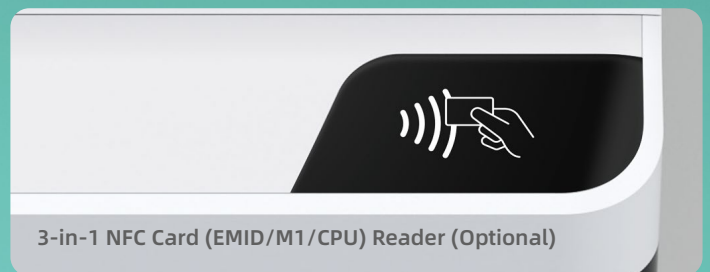 3-in-1 NFC Card (EMID/M1/CPU) Reader (Optional)